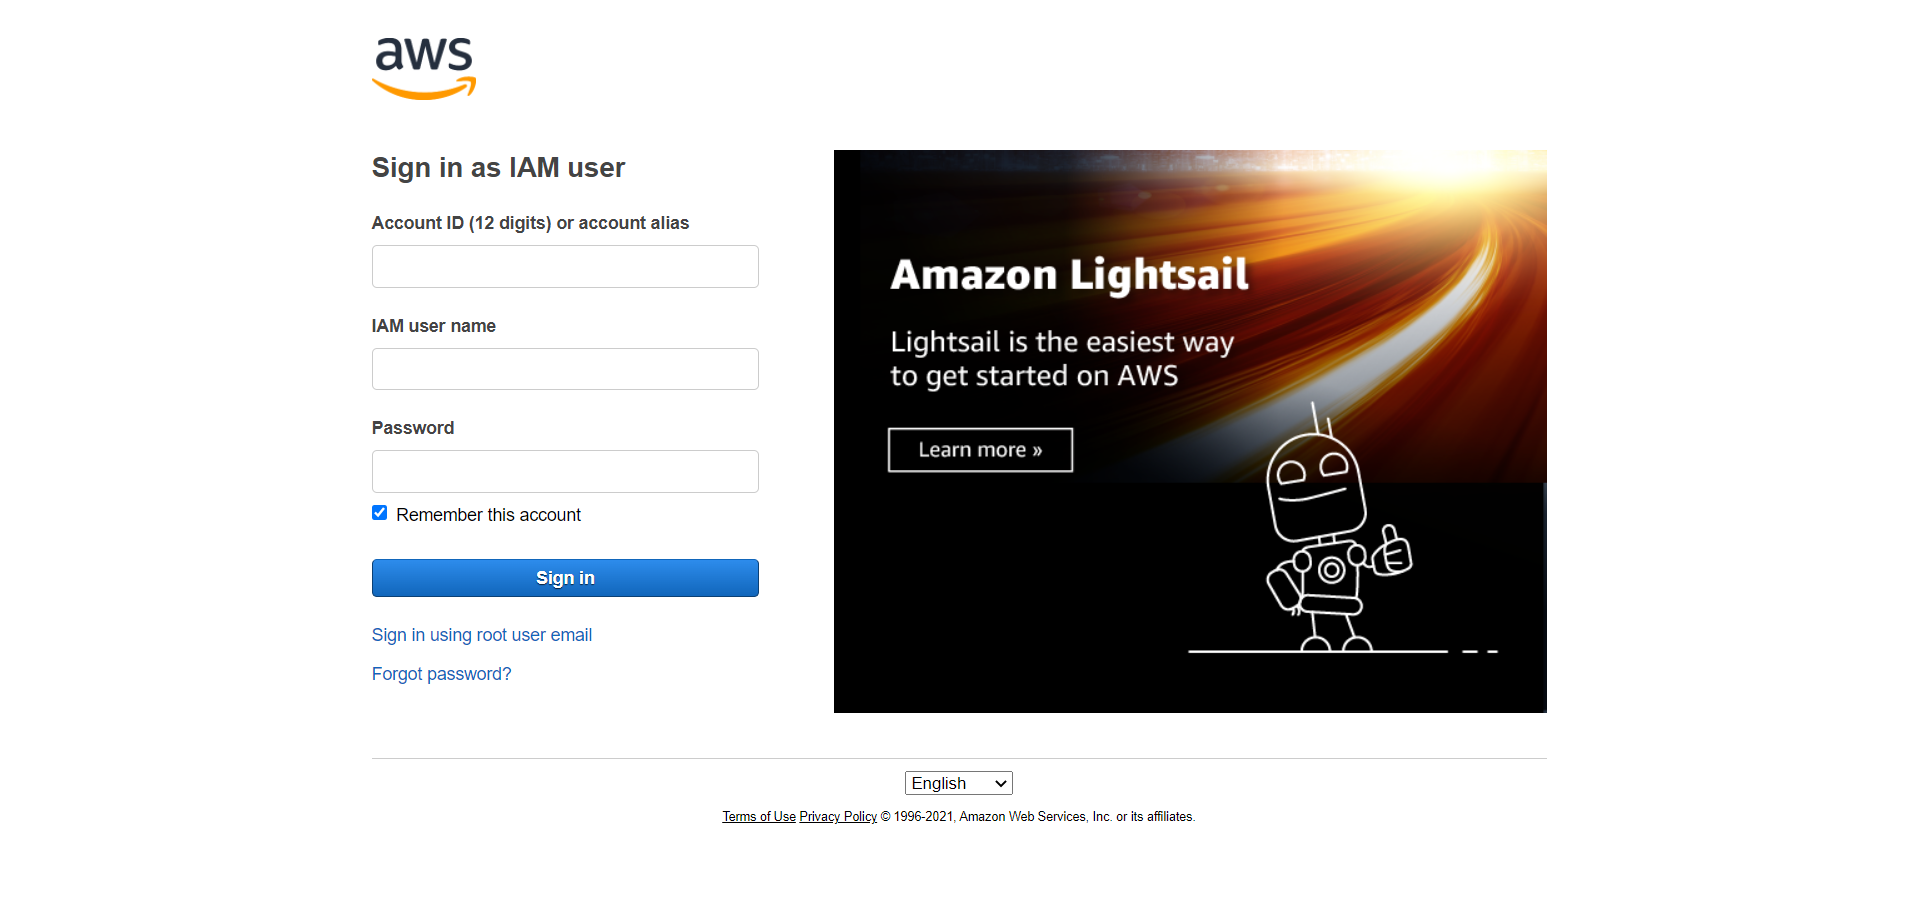 aws
Sign in as IAM user
Account ID (12 digits) or account alias
IAM user name
Password
Remember this account
Sign in
Sign in using root user email
Forgot password?
Amazon Lightsail
Lightsail is the easiest way
to get started on AWS
Learn more »
English
Terms of Use Privacy Policy © 1996-2021, Amazon Web Services, Inc. or its affiliates.